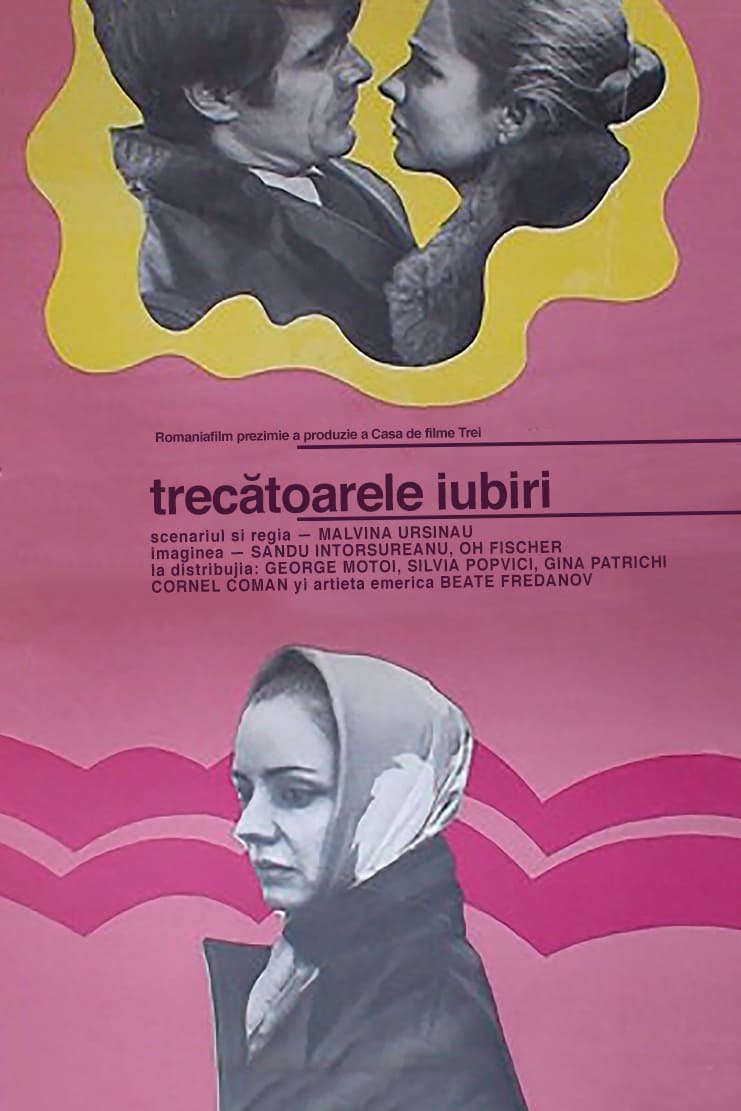 Romaniafilm prezimie a produzie a Casa de filme Trei
trecătoarele iubiri
scenariul si regia — MALVINA URSINAU
imaginea — SANDU INTORSUREANU, OH FISCHER
la distribujia: GEORGE MOTOI, SILVIA POPVICI, GINA PATRICHI
CORNEL COMAN yi artieta emerica BEATE FREDANOV